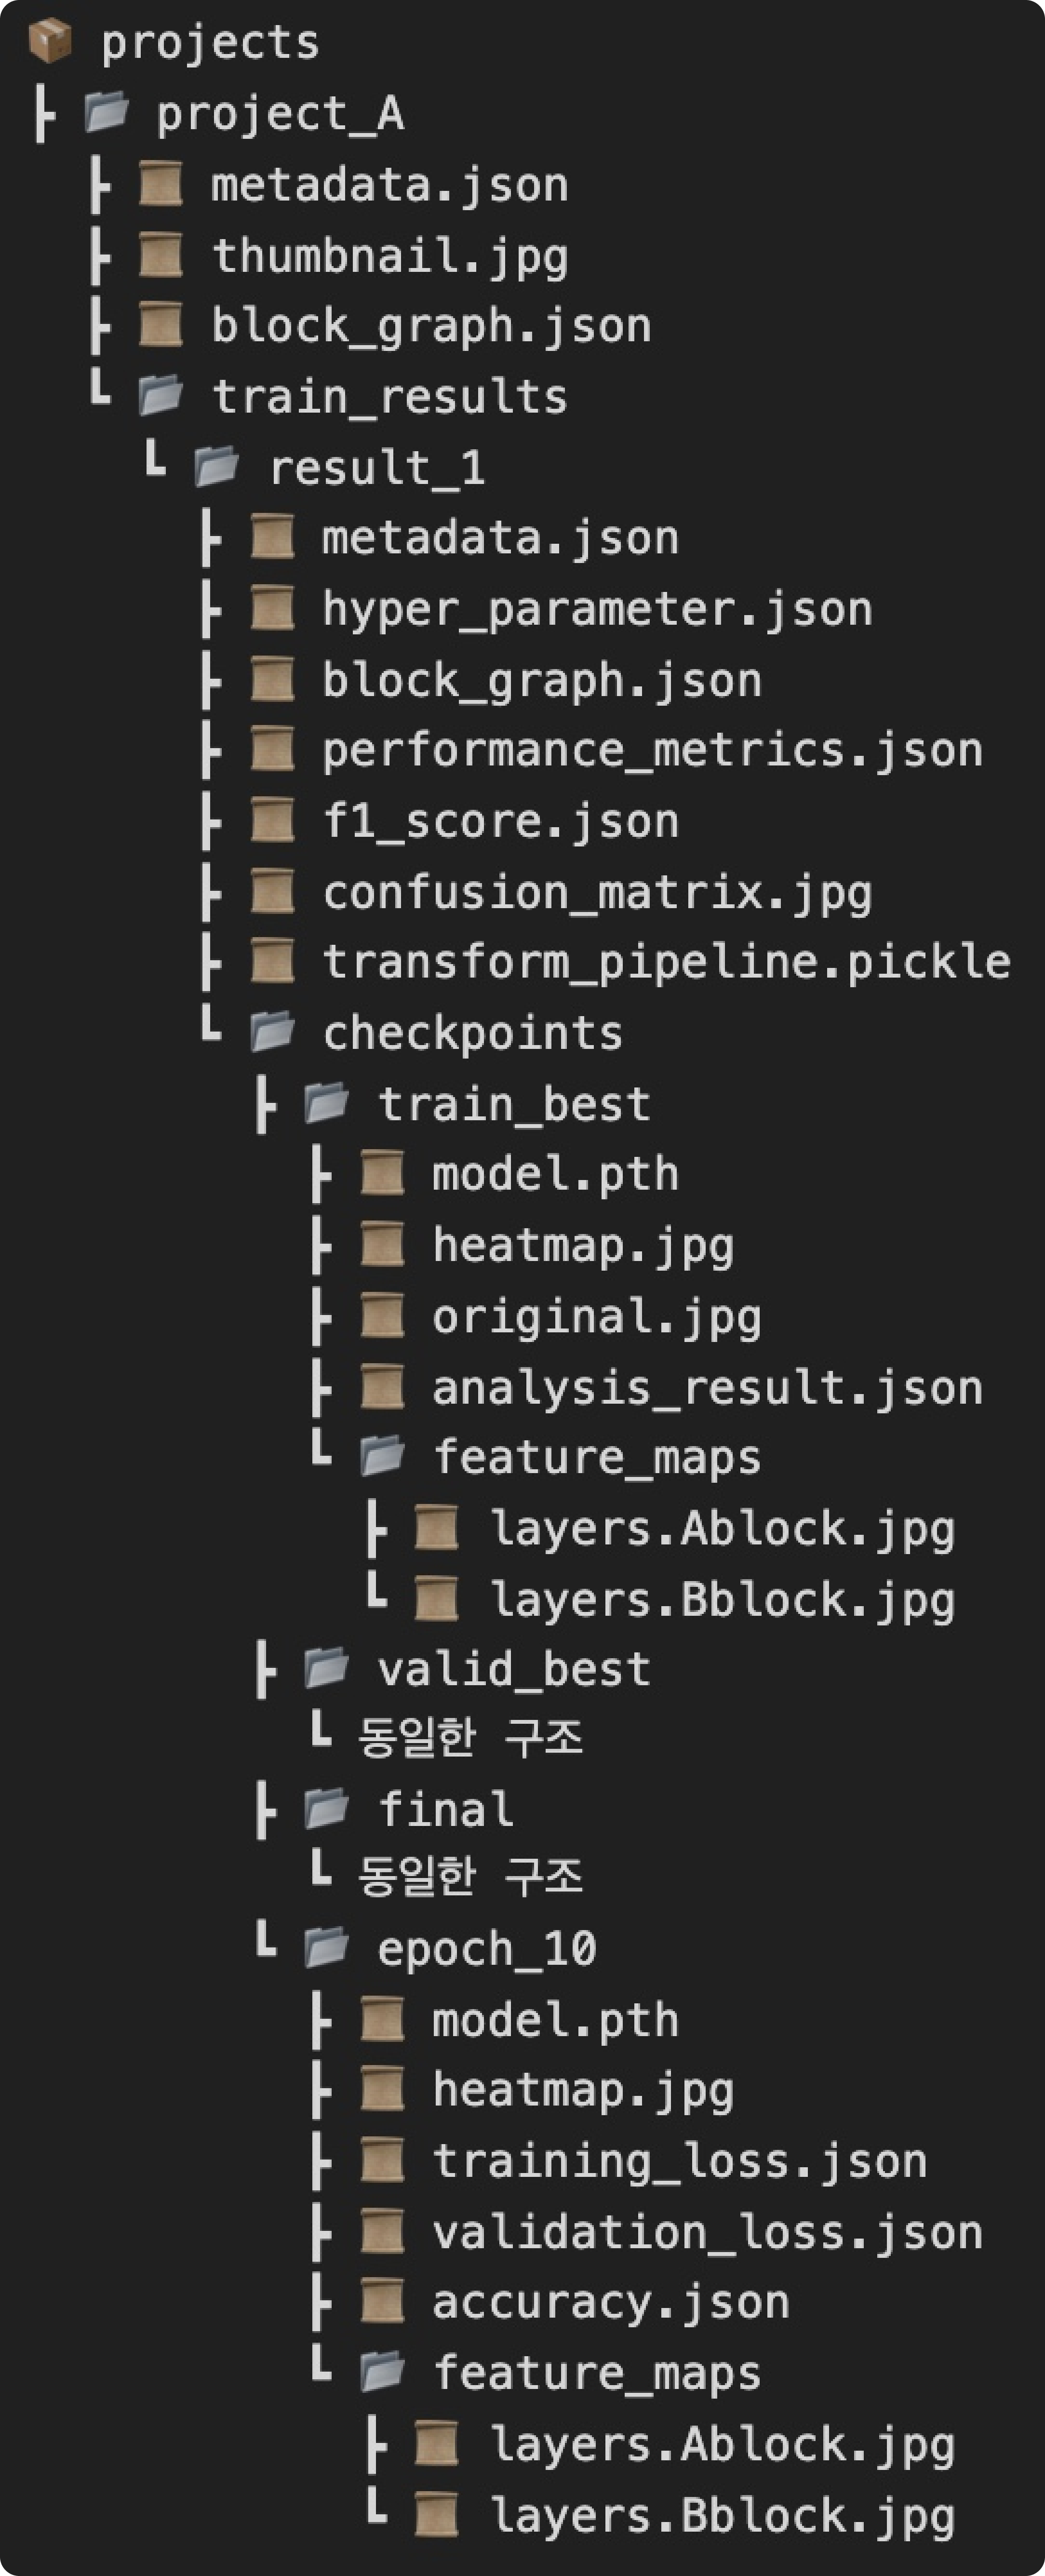 projects
project_A
metadata.json
thumbnail.jpg
block_graph.json
train_results
result_1
metadata.json
hyper_parameter.json
block_graph.json
performance_metrics.json
f1_score.json
confusion_matrix.jpg
transform_pipeline.pickle
checkpoints
train_best
model.pth
heatmap.jpg
original.jpg
analysis_result.json
feature_maps
layers.Ablock.jpg
layers.Bblock.jpg
valid_best
동일한 구조
final
동일한 구조
epoch_10
model.pth
heatmap.jpg
training_loss.json
validation_loss.json
accuracy.json
feature_maps
layers.Ablock.jpg
layers.Bblock.jpg